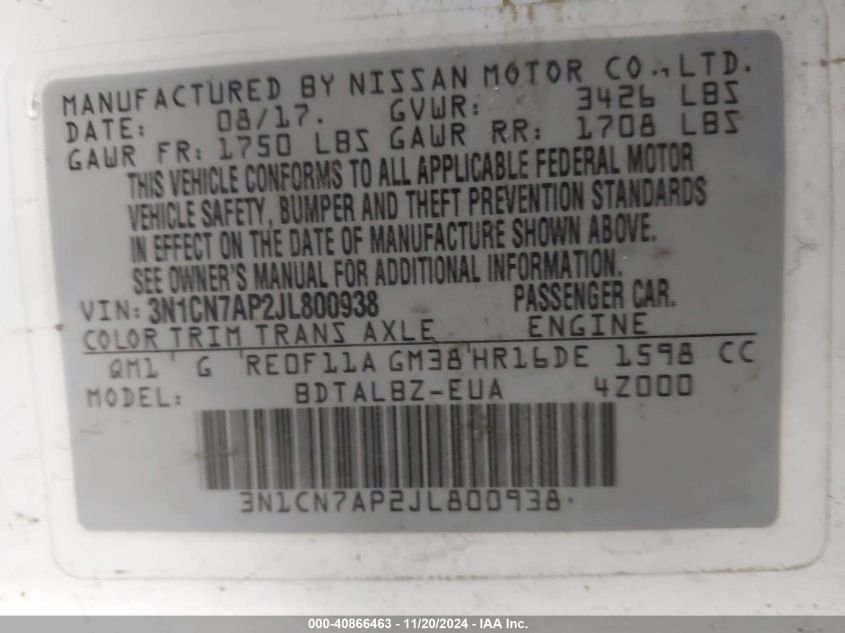 MANUFACTURED BY NISSAN MOTOR CO., LTD.
DATE: 08/17. GVWR: 3426 LBS
GAWR FR: 1750 LBS GAWR RR: 1708 LBS
THIS VEHICLE CONFORMS TO ALL APPLICABLE FEDERAL MOTOR
VEHICLE SAFETY, BUMPER AND THEFT PREVENTION STANDARDS
IN EFFECT ON THE DATE OF MANUFACTURE SHOWN ABOVE.
SEE OWNER'S MANUAL FOR ADDITIONAL INFORMATION.
VIN: 3N1CN7AP2JL800938 PASSENGER CAR.
COLOR TRIM TRANS AXLE ENGINE
QM1 G RE0F11A GM38 HR16DE 1598 CC
MODEL: BDTALBZ-EUA 4Z000
3N1CN7AP2JL800938
000-40866463 - 11/20/2024 - IAA Inc.